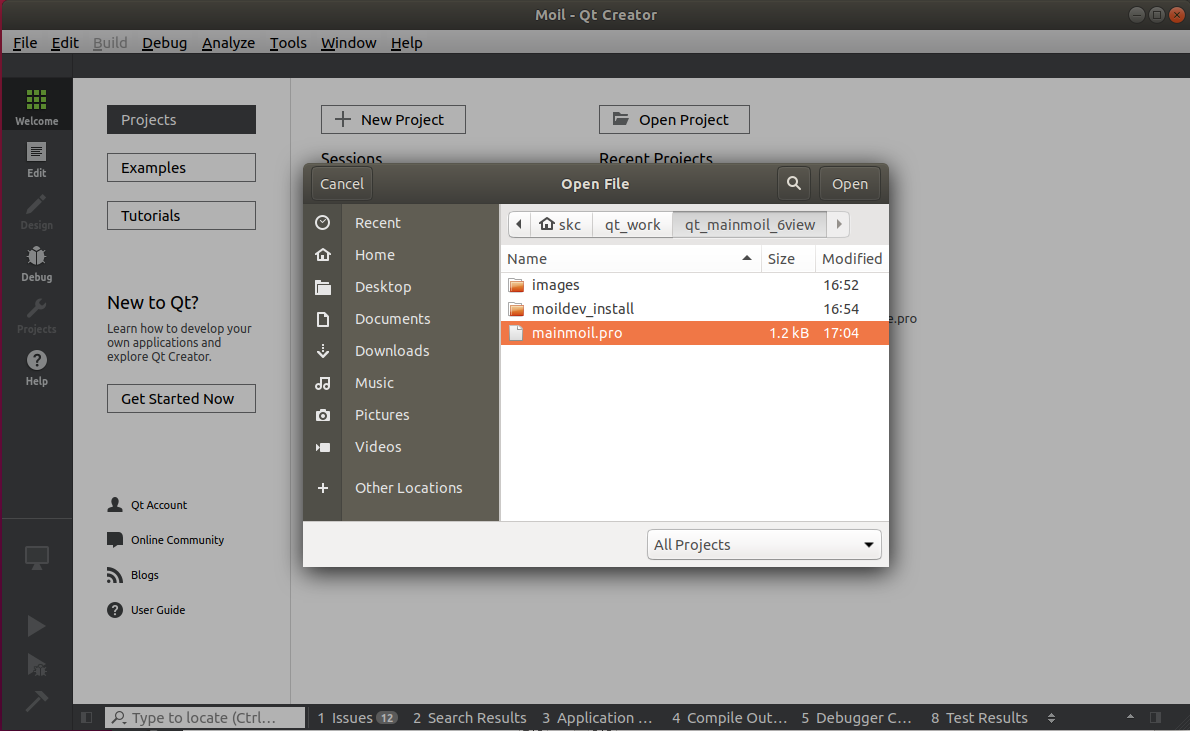 Moil - Qt Creator
File Edit Build Debug Analyze Tools Window Help
Welcome
Edit
Design
Debug
Projects
Help
Projects
Examples
Tutorials
New to Qt?
Learn how to develop your
own applications and
explore Qt Creator.
Get Started Now
Qt Account
Online Community
Blogs
User Guide
New Project
Open Project
Sessions
Recent Projects
e.pro
Cancel
Open File
Open
Recent
Home
Desktop
Documents
Downloads
Music
Pictures
Videos
Other Locations
skc qt_work qt_mainmoil_6view
Name Size Modified
images 16:52
moildev_install 16:54
mainmoil.pro 1.2 kB 17:04
All Projects
Type to locate (Ctrl... 1 Issues 12 2 Search Results 3 Application ... 4 Compile Out... 5 Debugger C... 8 Test Results